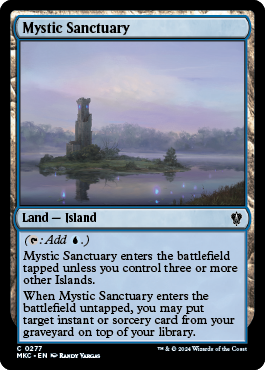 Mystic Sanctuary
Land — Island
(: Add .)
Mystic Sanctuary enters the battlefield
tapped unless you control three or more
other Islands.
When Mystic Sanctuary enters the
battlefield untapped, you may put
target instant or sorcery card from your
graveyard on top of your library.
C 0277
MKC • EN Randy Vargas
™ & © 2024 Wizards of the Coast